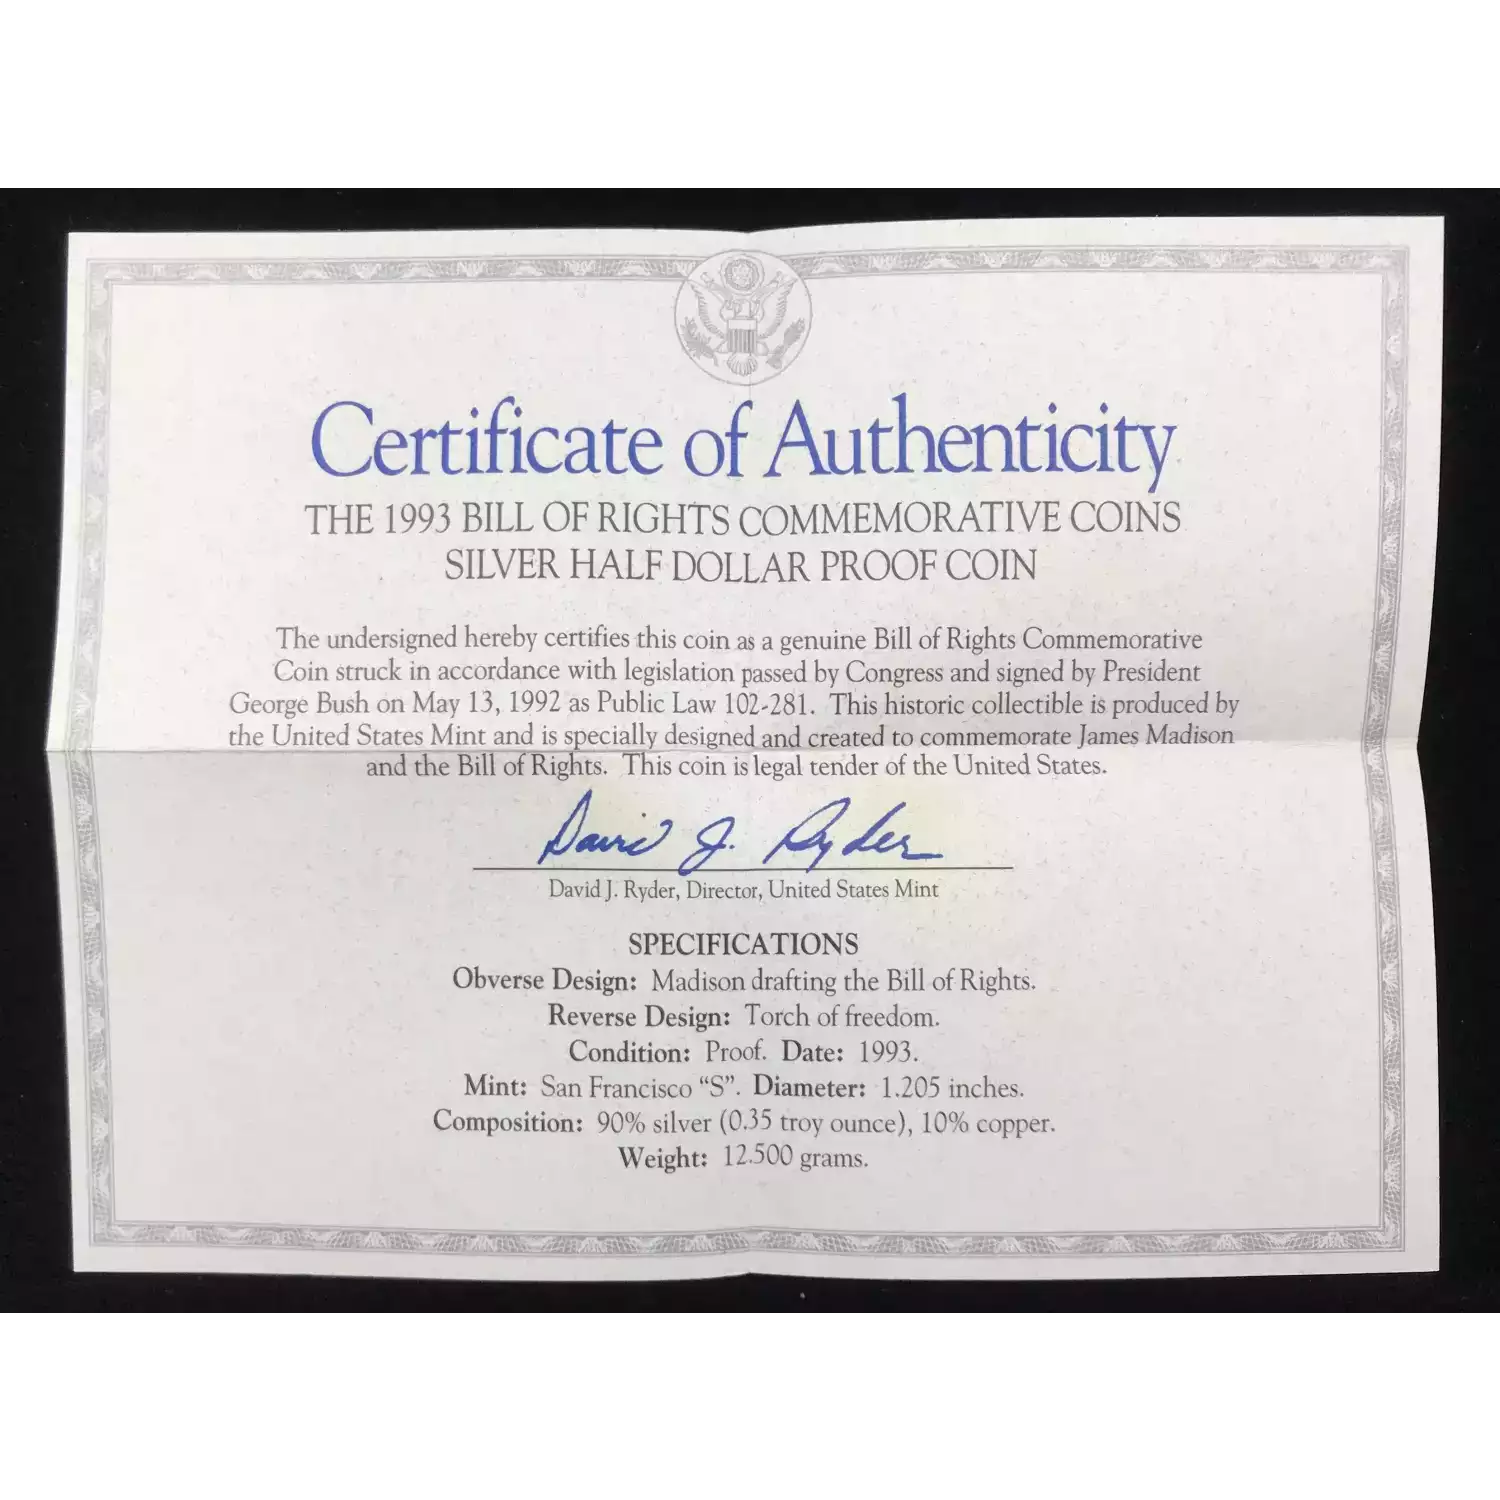 Certificate of Authenticity
THE 1993 BILL OF RIGHTS COMMEMORATIVE COINS
SILVER HALF DOLLAR PROOF COIN
The undersigned hereby certifies this coin as a genuine Bill of Rights Commemorative
Coin struck in accordance with legislation passed by Congress and signed by President
George Bush on May 13, 1992 as Public Law 102-281. This historic collectible is produced by
the United States Mint and is specially designed and created to commemorate James Madison
and the Bill of Rights. This coin is legal tender of the United States.
David J. Ryder
David J. Ryder, Director, United States Mint
SPECIFICATIONS
Obverse Design: Madison drafting the Bill of Rights.
Reverse Design: Torch of freedom.
Condition: Proof. Date: 1993.
Mint: San Francisco “S”. Diameter: 1.205 inches.
Composition: 90% silver (0.35 troy ounce), 10% copper.
Weight: 12.500 grams.